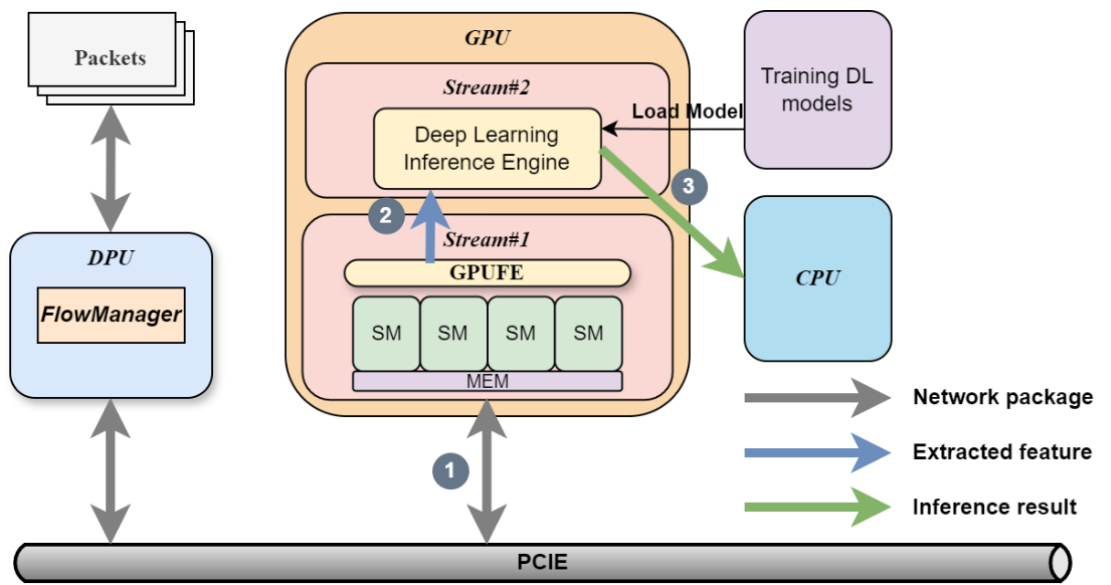 Packets
DPU
FlowManager
GPU
Stream#2
Deep Learning
Inference Engine
Load Model
Training DL
models
3
2
Stream#1
GPUFE
SM
SM
SM
SM
MEM
1
CPU
Network package
Extracted feature
Inference result
PCIE